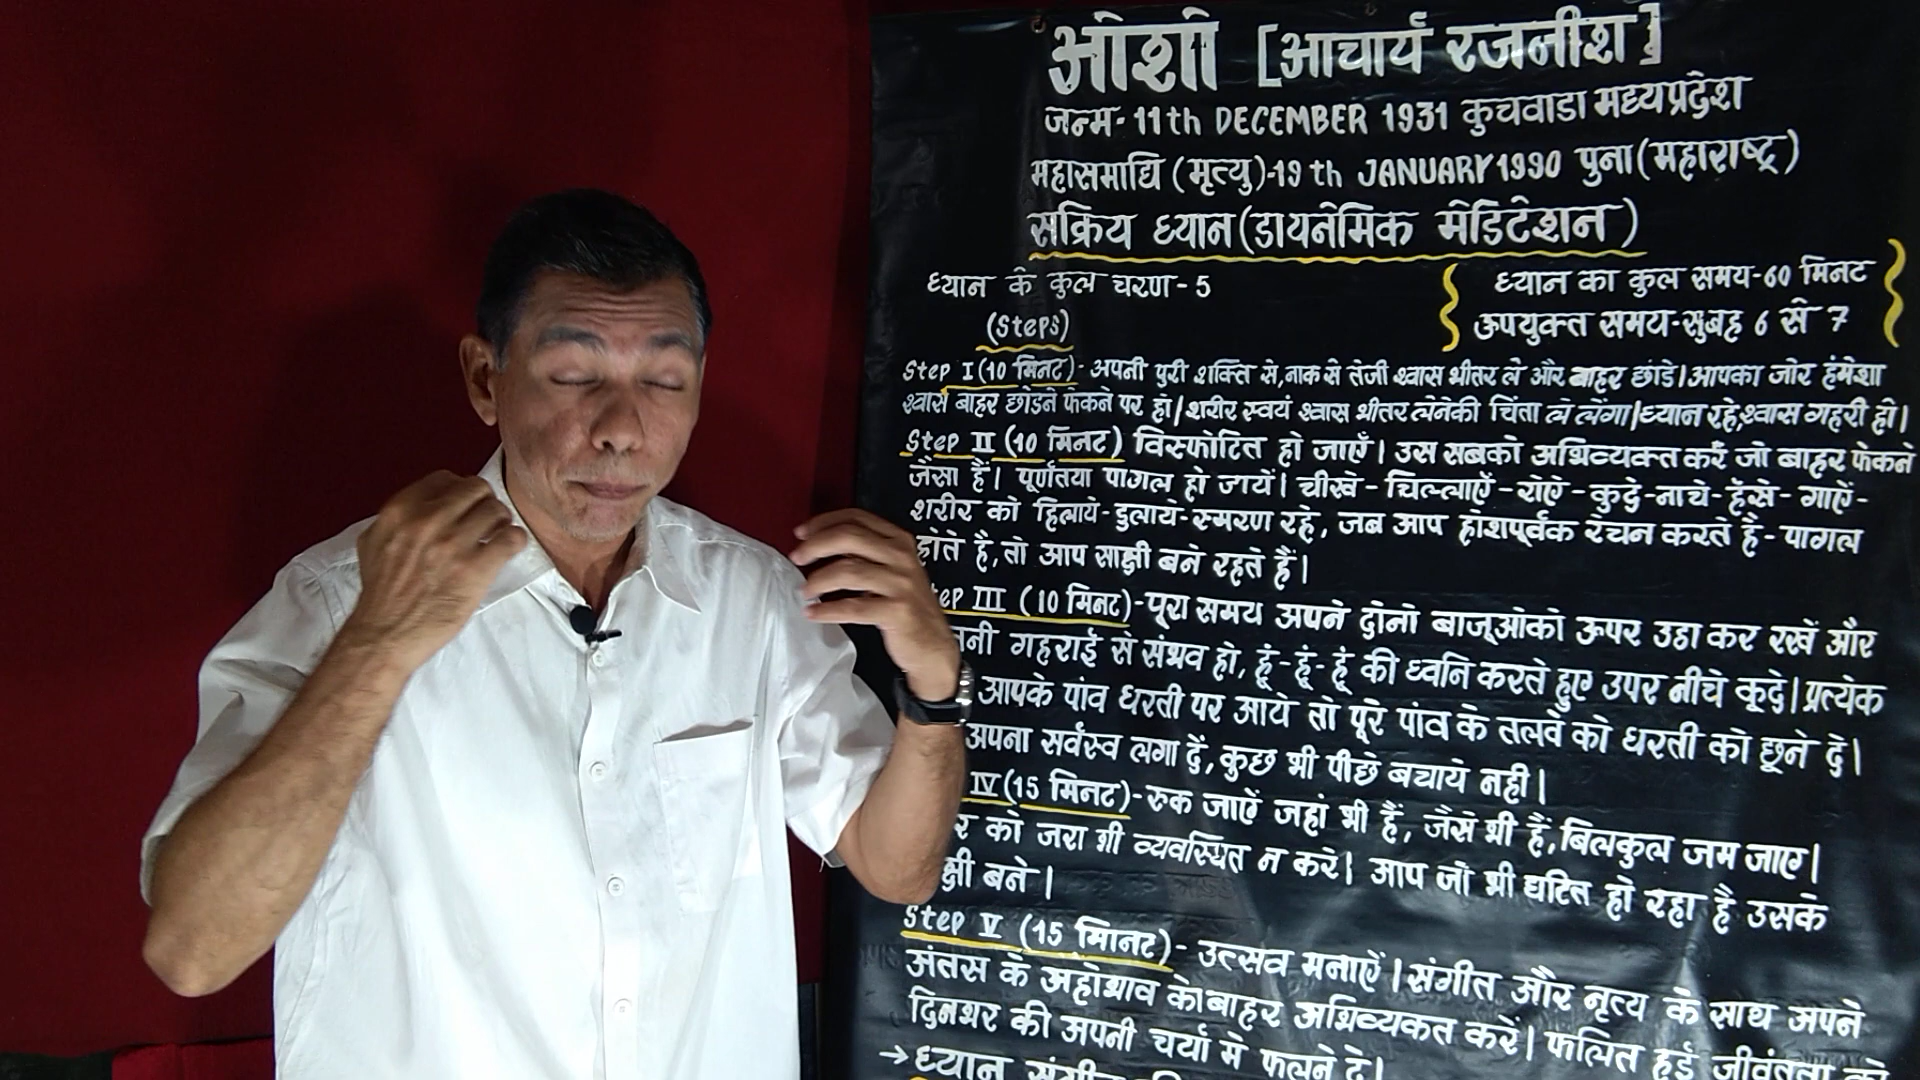 ओशो [आचार्य रजनीश]
जन्म- 11th DECEMBER 1931 कुचवाडा मध्यप्रदेश
महासमाधि (मृत्यु)-19 th JANUARY 1990 पुना (महाराष्ट्र)
सक्रिय ध्यान (डायनेमिक मेडिटेशन)
ध्यान के कुल चरण - 5
(Steps)
ध्यान का कुल समय-60 मिनट
उपयुक्त समय-सुबह 6 से 7
Step I (10 मिनट)- अपनी पुरी शक्ति से, नाक से तेजी श्वास भीतर ले और बाहर छोडे। आपका जोर हंमेशा
श्वास बाहर छोडने फेकने पर हो। शरीर स्वयं श्वास भीतर लेनेकी चिंता ले लेंगा। ध्यान रहे, श्वास गहरी हो।
Step II (10 मिनट) विस्फोटित हो जाएँ। उस सबको अभिव्यक्त करें जो बाहर फेकने
जैसा हैं। पूर्णतया पागल हो जायें। चीखे - चिल्लाऐं - रोऐं - कुदे-नाचे-हँसे- गाऐं-
शरीर को हिलाये-डुलाये-स्मरण रहे, जब आप होशपूर्वक रेचन करते है - पागल
होते है, तो आप साक्षी बने रहते हैं।
ep III (10 मिनट)-पूरा समय अपने दोनो बाजूओको ऊपर उठा कर रखें और
तनी गहराई से संभव हो, हूं-हूं-हूं की ध्वनि करते हुए उपर नीचे कूदे। प्रत्येक
आपके पांव धरती पर आये तो पूरे पांव के तलवे को धरती को छूने दे।
अपना सर्वस्व लगा दें, कुछ भी पीछे बचाये नही।
IV (15 मिनट)-रुक जाऐं जहां भी हैं, जैसे भी हैं, बिलकुल जम जाए।
र को जरा भी व्यवस्थित न करे। आप जो भी घटित हो रहा है उसके
क्षी बने।
Step V (15 मिनट)- उत्सव मनाऐं। संगीत और नृत्य के साथ अपने
अंतस के अहोभाव को बाहर अभिव्यक्त करें। फलित हुई जीवंतता को
दिनभर की अपनी चर्या मे फलने दे।
→ ध्यान संगीत